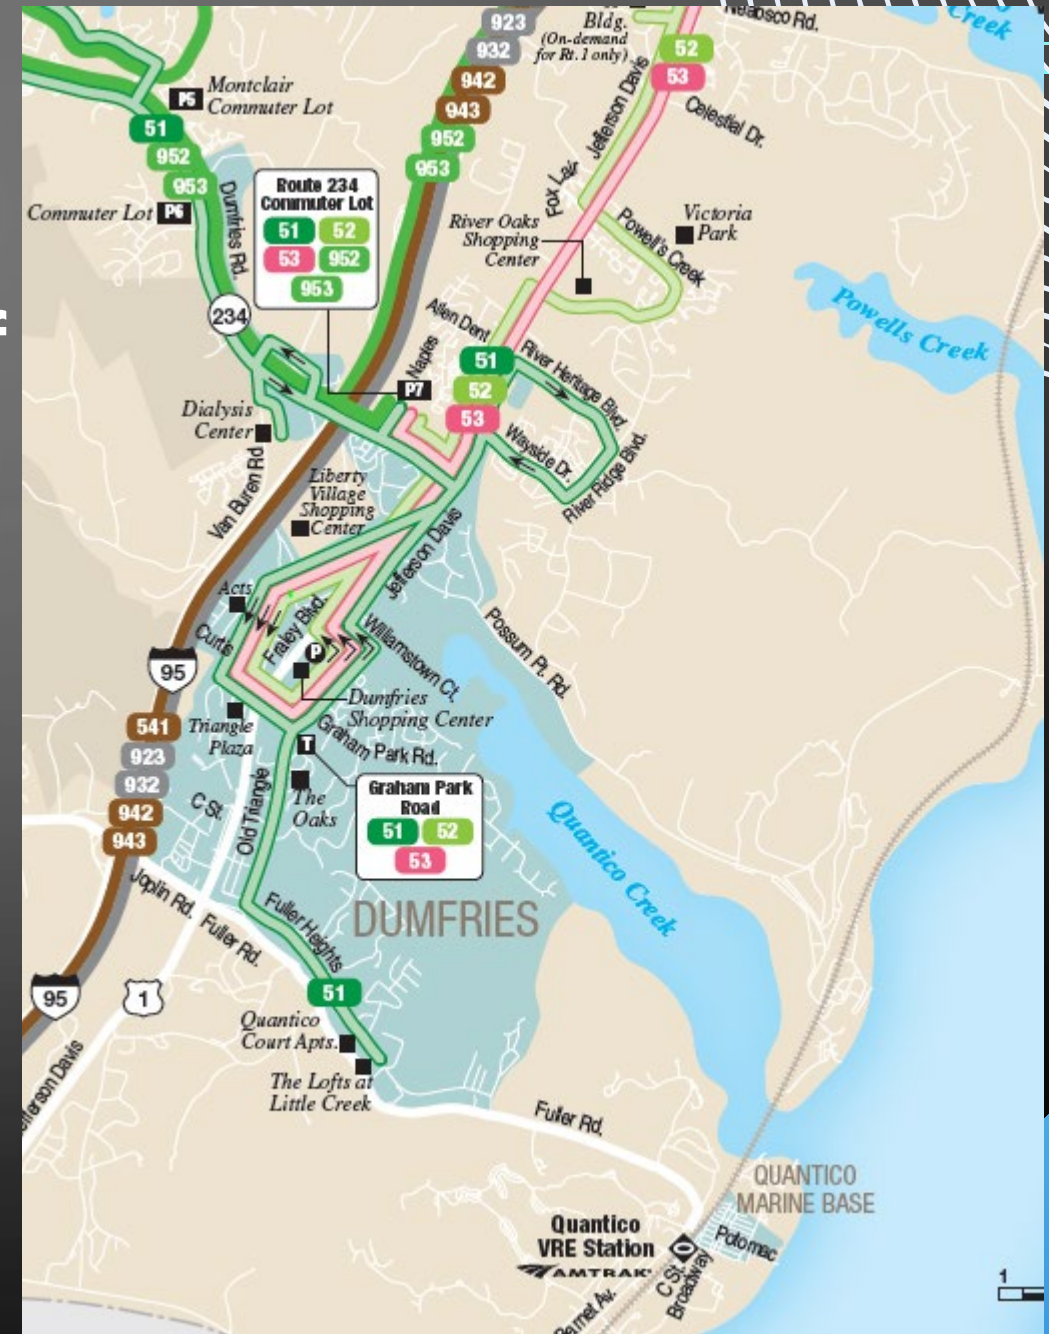 Neabsco Rd.
Creek
923
Bldg.
(On-demand
for Rt. 1 only)
932
942
943
952
953
52
53
Jefferson Davis
Celestial Dr.
P5
Montclair
Commuter Lot
51
952
953
Commuter Lot
P6
Dumfries Rd.
Route 234
Commuter Lot
51
52
53
952
953
Fox Lair
River Oaks
Shopping
Center
Powell's Creek
Victoria
Park
Powells Creek
234
Allen Dent
Naples
P7
51
52
53
River Heritage Blvd.
Wayside Dr.
River Ridge Blvd.
Dialysis
Center
Van Buren Rd
Liberty
Village
Shopping
Center
Jefferson Davis
Acts
Curtis
Fraley Blvd.
P
Williamstown Ct.
Possum Pt. Rd.
95
Dumfries
Shopping Center
Triangle
Plaza
T
Graham Park Rd.
541
923
932
942
943
C St.
Old Triangle
The
Oaks
Graham Park
Road
51
52
53
Quantico Creek
Joplin Rd.
Fuller Rd.
Fuller Heights
DUMFRIES
95
1
51
Quantico
Court Apts.
The Lofts at
Little Creek
Fuller Rd.
QUANTICO
MARINE BASE
Quantico
VRE Station
AMTRAK
Potomac
C St.
Broadway
1